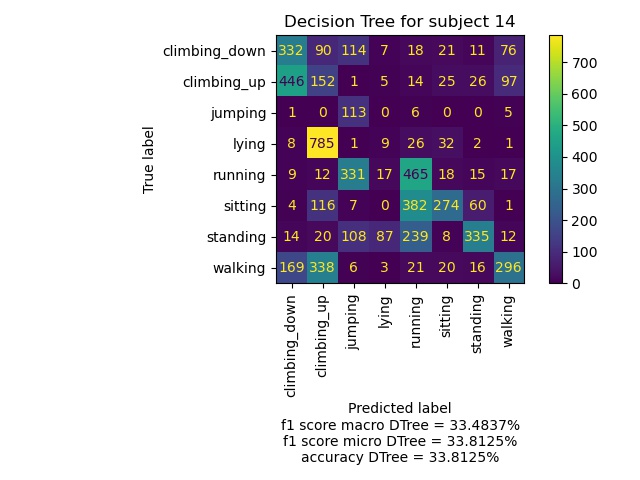 Decision Tree for subject 14
True label
climbing_down 332 90 114 7 18 21 11 76
climbing_up 446 152 1 5 14 25 26 97
jumping 1 0 113 0 6 0 0 5
lying 8 785 1 9 26 32 2 1
running 9 12 331 17 465 18 15 17
sitting 4 116 7 0 382 274 60 1
standing 14 20 108 87 239 8 335 12
walking 169 338 6 3 21 20 16 296
climbing_down climbing_up jumping lying running sitting standing walking
Predicted label
f1 score macro DTree = 33.4837%
f1 score micro DTree = 33.8125%
accuracy DTree = 33.8125%
700
600
500
400
300
200
100
0